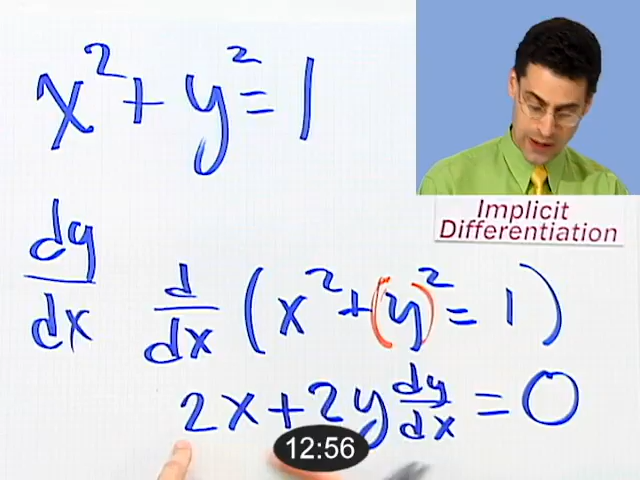 x² + y² = 1
Implicit
Differentiation
dy/dx
d/dx (x² + (y)² = 1)
2x + 2y dy/dx = 0
12:56